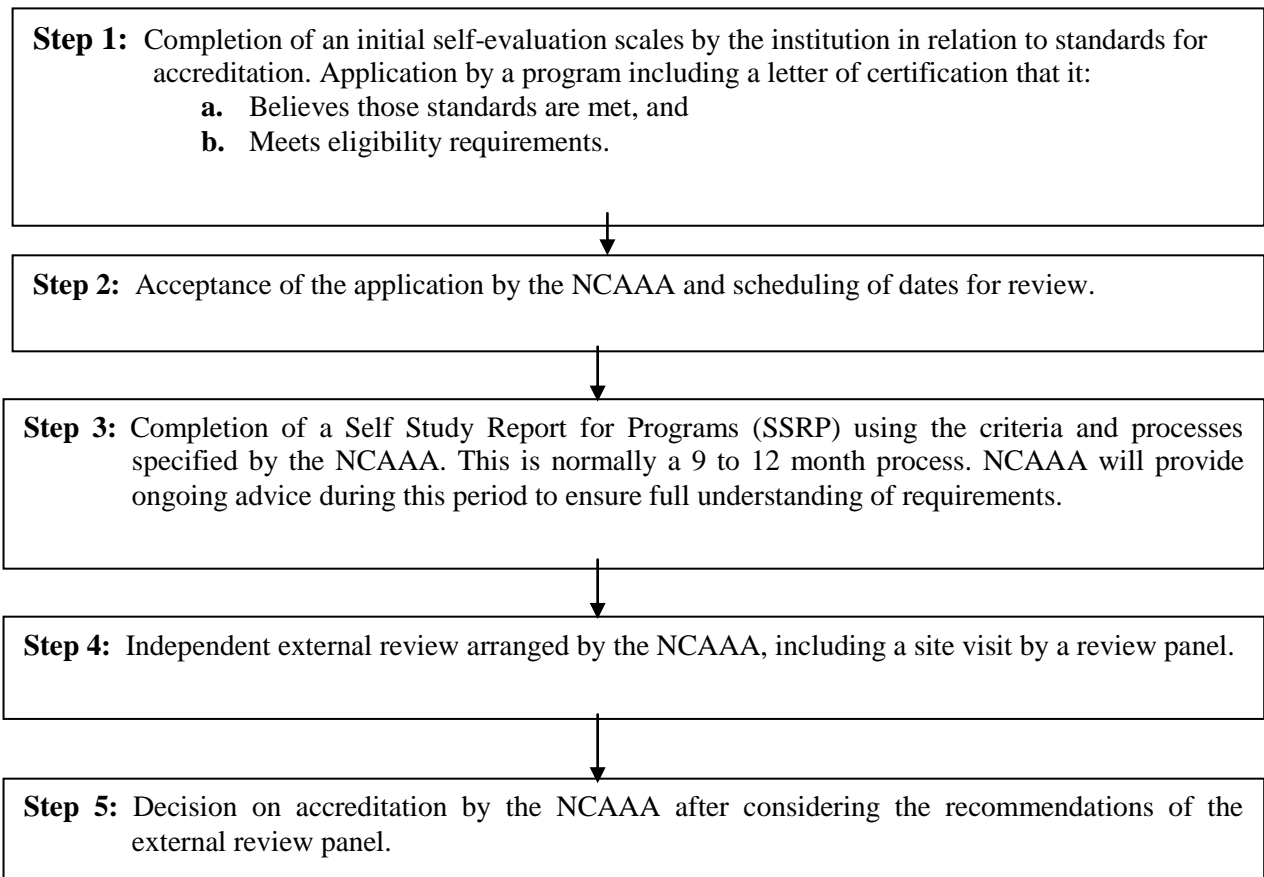 Step 1: Completion of an initial self-evaluation scales by the institution in relation to standards for
accreditation. Application by a program including a letter of certification that it:
a. Believes those standards are met, and
b. Meets eligibility requirements.
Step 2: Acceptance of the application by the NCAAA and scheduling of dates for review.
Step 3: Completion of a Self Study Report for Programs (SSRP) using the criteria and processes
specified by the NCAAA. This is normally a 9 to 12 month process. NCAAA will provide
ongoing advice during this period to ensure full understanding of requirements.
Step 4: Independent external review arranged by the NCAAA, including a site visit by a review panel.
Step 5: Decision on accreditation by the NCAAA after considering the recommendations of the
external review panel.